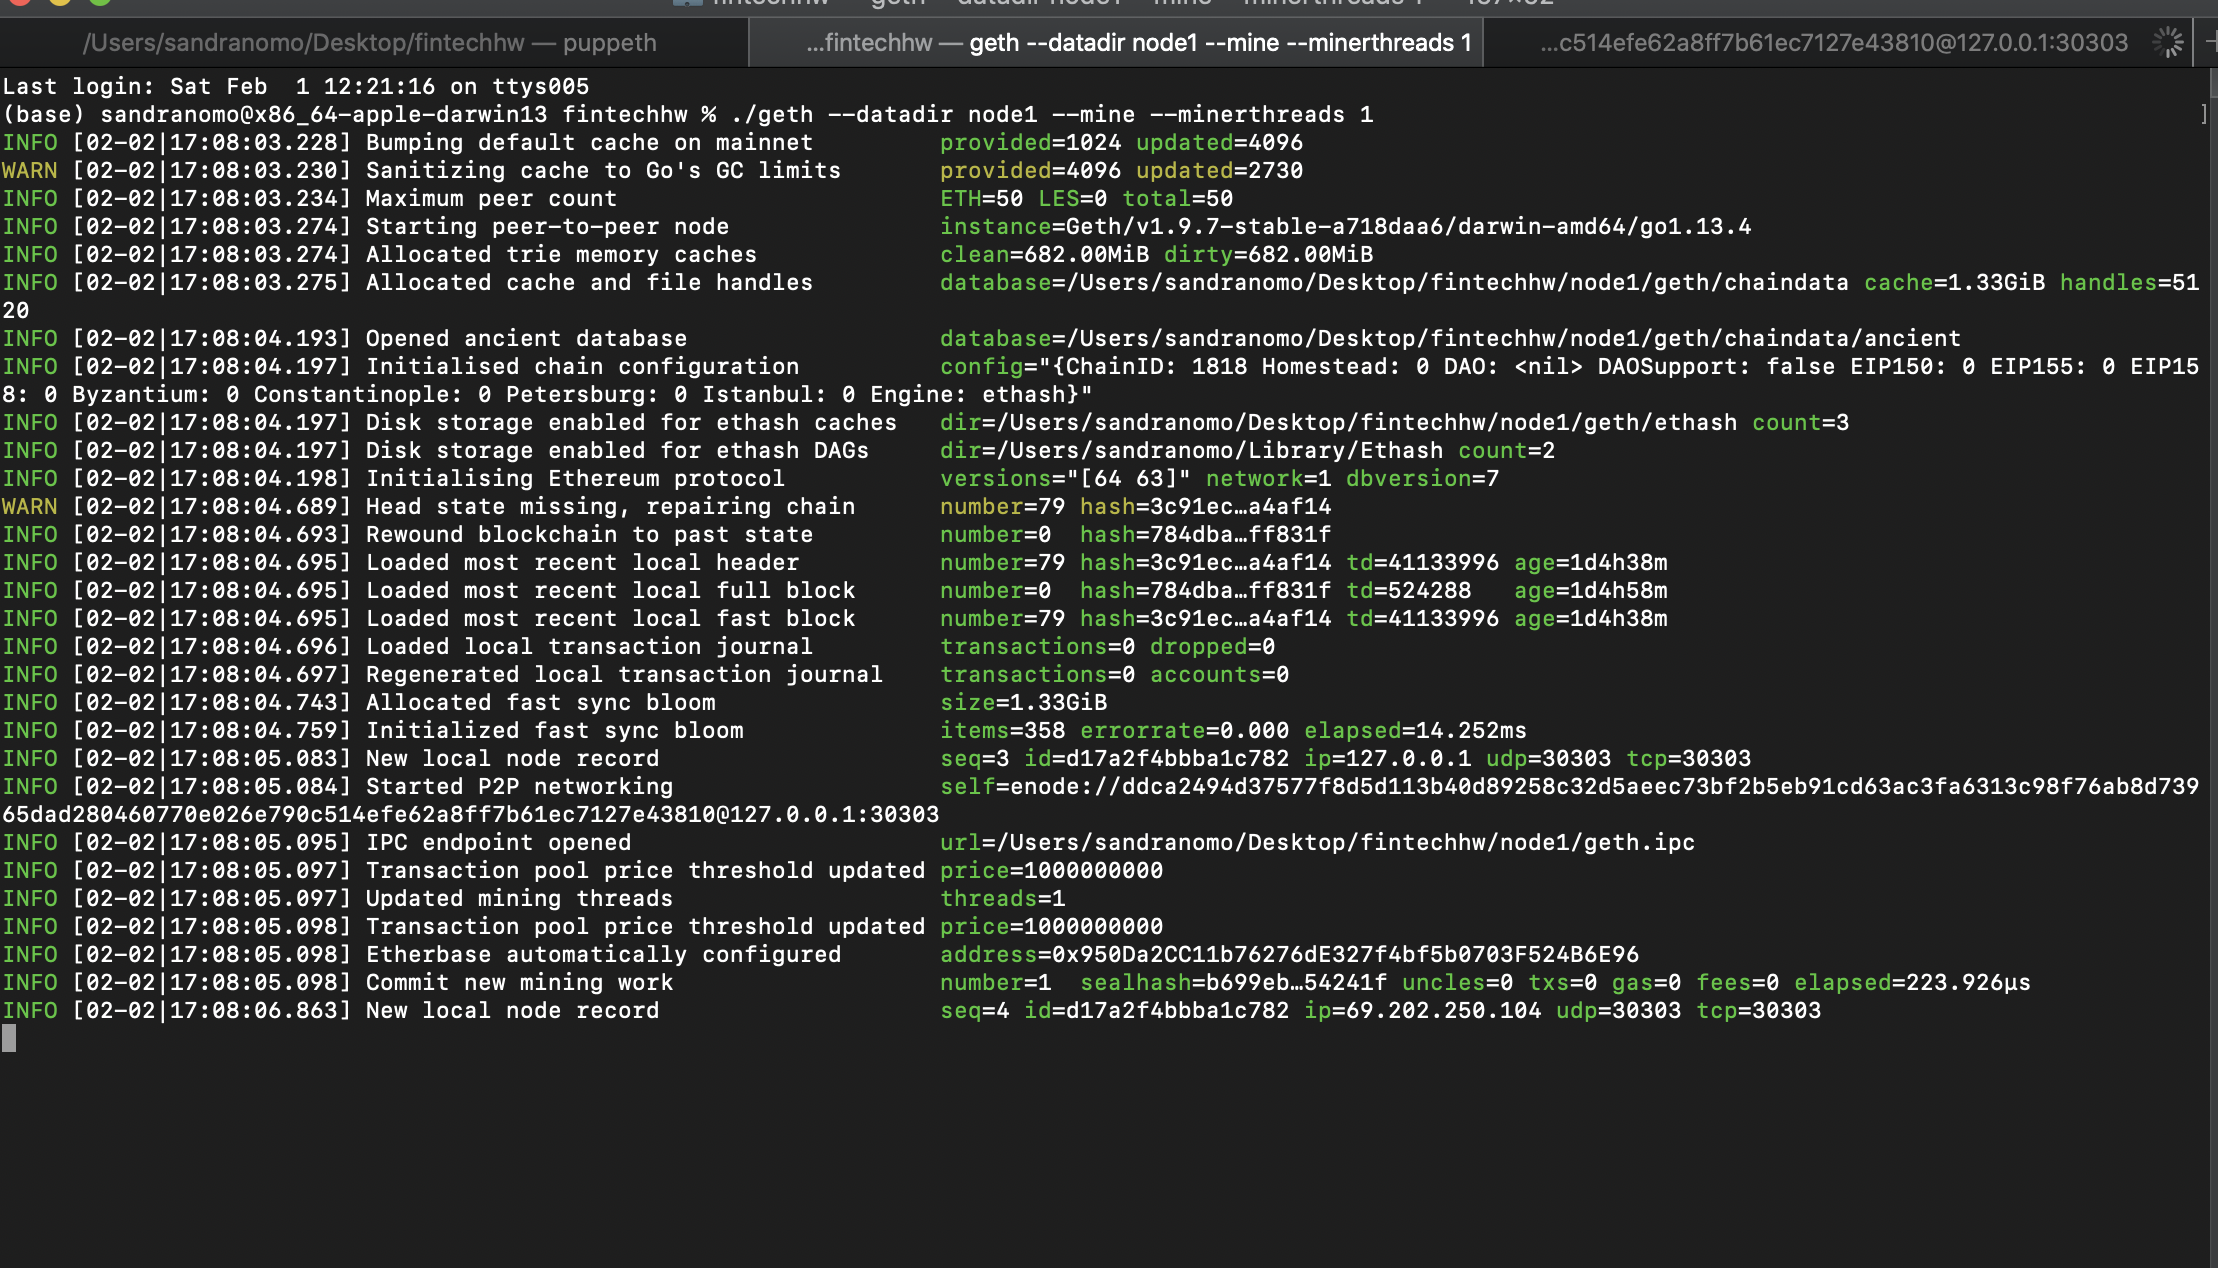 /Users/sandranomo/Desktop/fintechhw — puppeth
...fintechhw — geth --datadir node1 --mine --minerthreads 1
...c514efe62a8ff7b61ec7127e43810@127.0.0.1:30303
Last login: Sat Feb  1 12:21:16 on ttys005
(base) sandranomo@x86_64-apple-darwin13 fintechhw % ./geth --datadir node1 --mine --minerthreads 1 ]
INFO [02-02|17:08:03.228] Bumping default cache on mainnet         provided=1024 updated=4096
WARN [02-02|17:08:03.230] Sanitizing cache to Go's GC limits       provided=4096 updated=2730
INFO [02-02|17:08:03.234] Maximum peer count                       ETH=50 LES=0 total=50
INFO [02-02|17:08:03.274] Starting peer-to-peer node               instance=Geth/v1.9.7-stable-a718daa6/darwin-amd64/go1.13.4
INFO [02-02|17:08:03.274] Allocated trie memory caches             clean=682.00MiB dirty=682.00MiB
INFO [02-02|17:08:03.275] Allocated cache and file handles         database=/Users/sandranomo/Desktop/fintechhw/node1/geth/chaindata cache=1.33GiB handles=51
20
INFO [02-02|17:08:04.193] Opened ancient database                  database=/Users/sandranomo/Desktop/fintechhw/node1/geth/chaindata/ancient
INFO [02-02|17:08:04.197] Initialised chain configuration          config="{ChainID: 1818 Homestead: 0 DAO: <nil> DAOSupport: false EIP150: 0 EIP155: 0 EIP15
8: 0 Byzantium: 0 Constantinople: 0 Petersburg: 0 Istanbul: 0 Engine: ethash}"
INFO [02-02|17:08:04.197] Disk storage enabled for ethash caches   dir=/Users/sandranomo/Desktop/fintechhw/node1/geth/ethash count=3
INFO [02-02|17:08:04.197] Disk storage enabled for ethash DAGs     dir=/Users/sandranomo/Library/Ethash count=2
INFO [02-02|17:08:04.198] Initialising Ethereum protocol           versions="[64 63]" network=1 dbversion=7
WARN [02-02|17:08:04.689] Head state missing, repairing chain      number=79 hash=3c91ec…a4af14
INFO [02-02|17:08:04.693] Rewound blockchain to past state         number=0  hash=784dba…ff831f
INFO [02-02|17:08:04.695] Loaded most recent local header          number=79 hash=3c91ec…a4af14 td=41133996 age=1d4h38m
INFO [02-02|17:08:04.695] Loaded most recent local full block      number=0  hash=784dba…ff831f td=524288   age=1d4h58m
INFO [02-02|17:08:04.695] Loaded most recent local fast block      number=79 hash=3c91ec…a4af14 td=41133996 age=1d4h38m
INFO [02-02|17:08:04.696] Loaded local transaction journal         transactions=0 dropped=0
INFO [02-02|17:08:04.697] Regenerated local transaction journal    transactions=0 accounts=0
INFO [02-02|17:08:04.743] Allocated fast sync bloom                size=1.33GiB
INFO [02-02|17:08:04.759] Initialized fast sync bloom              items=358 errorrate=0.000 elapsed=14.252ms
INFO [02-02|17:08:05.083] New local node record                    seq=3 id=d17a2f4bbba1c782 ip=127.0.0.1 udp=30303 tcp=30303
INFO [02-02|17:08:05.084] Started P2P networking                   self=enode://ddca2494d37577f8d5d113b40d89258c32d5aeec73bf2b5eb91cd63ac3fa6313c98f76ab8d739
65dad280460770e026e790c514efe62a8ff7b61ec7127e43810@127.0.0.1:30303
INFO [02-02|17:08:05.095] IPC endpoint opened                      url=/Users/sandranomo/Desktop/fintechhw/node1/geth.ipc
INFO [02-02|17:08:05.097] Transaction pool price threshold updated price=1000000000
INFO [02-02|17:08:05.097] Updated mining threads                   threads=1
INFO [02-02|17:08:05.098] Transaction pool price threshold updated price=1000000000
INFO [02-02|17:08:05.098] Etherbase automatically configured       address=0x950Da2CC11b76276dE327f4bf5b0703F524B6E96
INFO [02-02|17:08:05.098] Commit new mining work                   number=1  sealhash=b699eb…54241f uncles=0 txs=0 gas=0 fees=0 elapsed=223.926µs
INFO [02-02|17:08:06.863] New local node record                    seq=4 id=d17a2f4bbba1c782 ip=69.202.250.104 udp=30303 tcp=30303